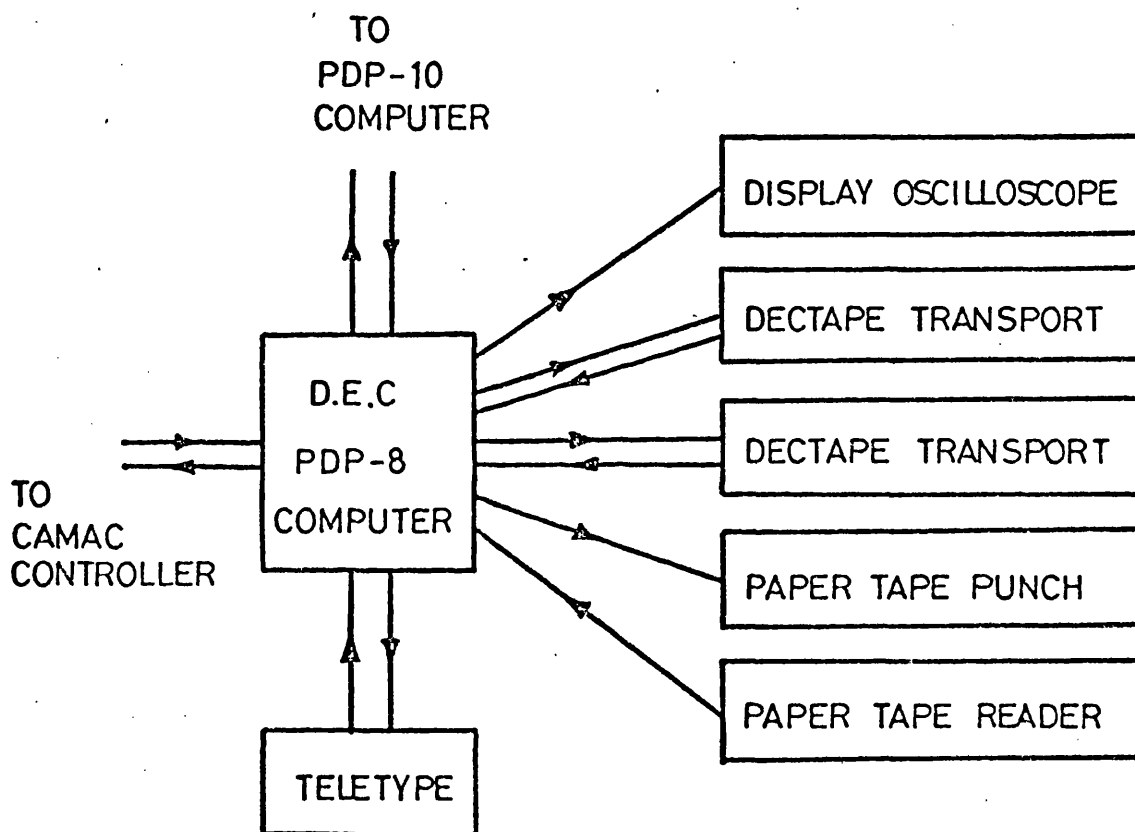 TO
PDP-10
COMPUTER
DISPLAY OSCILLOSCOPE
DECTAPE TRANSPORT
D.E.C
PDP-8
COMPUTER
DECTAPE TRANSPORT
TO
CAMAC
CONTROLLER
PAPER TAPE PUNCH
PAPER TAPE READER
TELETYPE